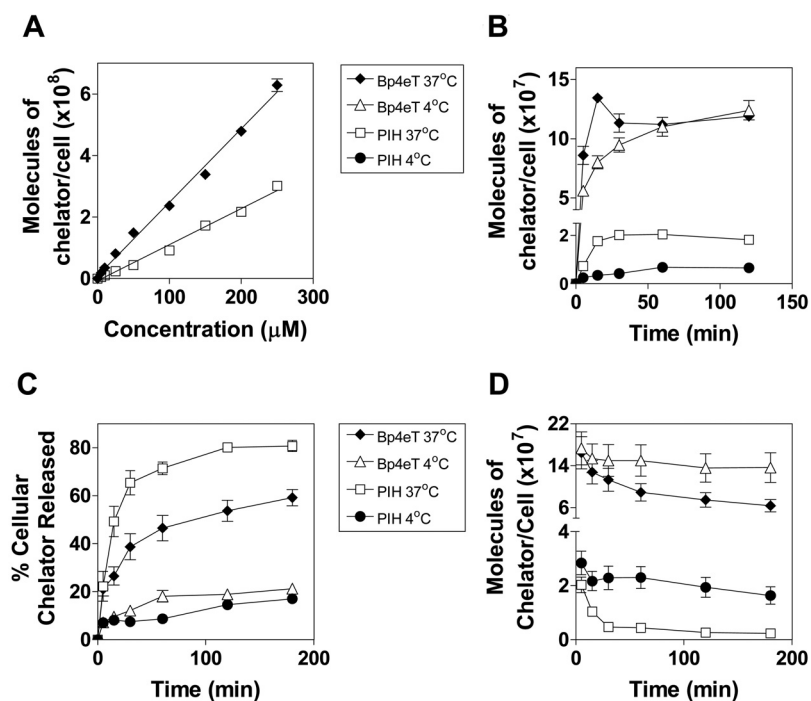 A
Molecules of
chelator/cell (x10⁸)
6
4
2
0
0 100 200 300
Concentration (μM)
Bp4eT 37°C
Bp4eT 4°C
PIH 37°C
PIH 4°C
B
Molecules of
chelator/cell (x10⁷)
15
10
5
2
0
0 50 100 150
Time (min)
C
% Cellular
Chelator Released
80
60
40
20
0
0 100 200
Time (min)
Bp4eT 37°C
Bp4eT 4°C
PIH 37°C
PIH 4°C
D
Molecules of
Chelator/Cell (x10⁷)
22
14
6
4
2
0
0 100 200
Time (min)